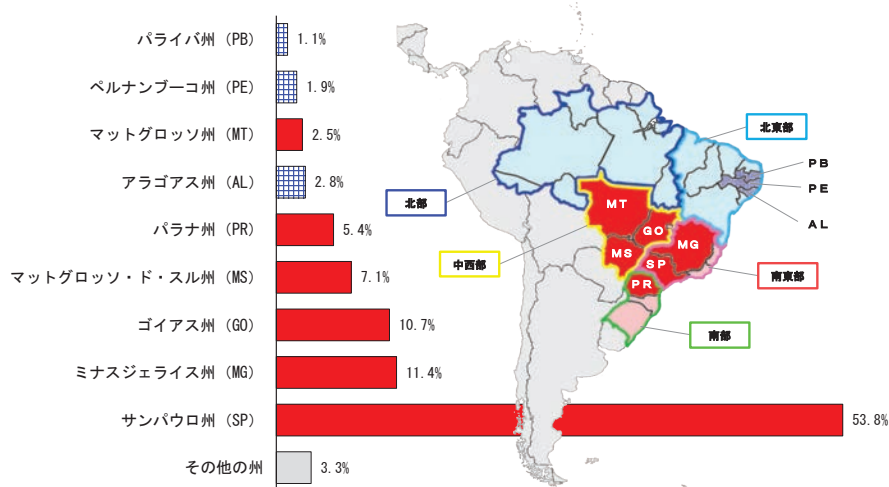 パライバ州（PB）
1.1%
ペルナンブーコ州（PE）
1.9%
マットグロッソ州（MT）
2.5%
アラゴアス州（AL）
2.8%
パラナ州（PR）
5.4%
マットグロッソ・ド・スル州（MS）
7.1%
ゴイアス州（GO）
10.7%
ミナスジェライス州（MG）
11.4%
サンパウロ州（SP）
53.8%
その他の州
3.3%
北東部
PB
PE
AL
北部
MT
GO
MG
MS
SP
PR
中西部
南東部
南部